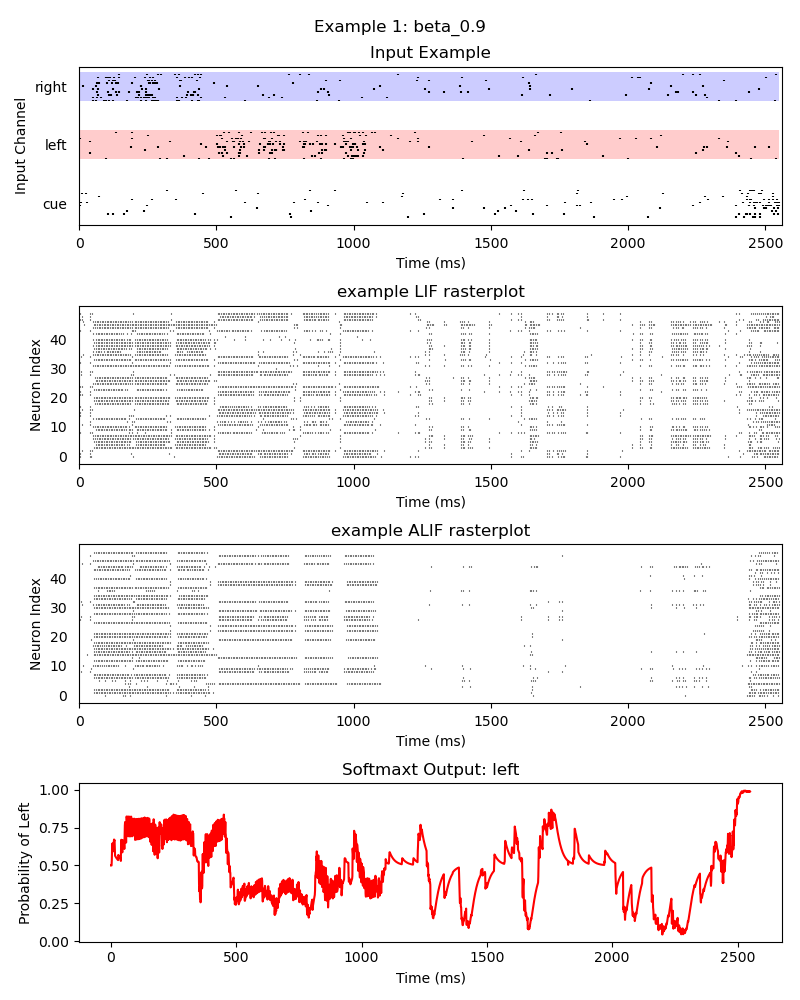 Example 1: beta_0.9
Input Example
Input Channel
right
left
cue
0 500 1000 1500 2000 2500
Time (ms)
example LIF rasterplot
Neuron Index
40
30
20
10
0
0 500 1000 1500 2000 2500
Time (ms)
example ALIF rasterplot
Neuron Index
40
30
20
10
0
0 500 1000 1500 2000 2500
Time (ms)
Softmaxt Output: left
Probability of Left
1.00
0.75
0.50
0.25
0.00
0 500 1000 1500 2000 2500
Time (ms)